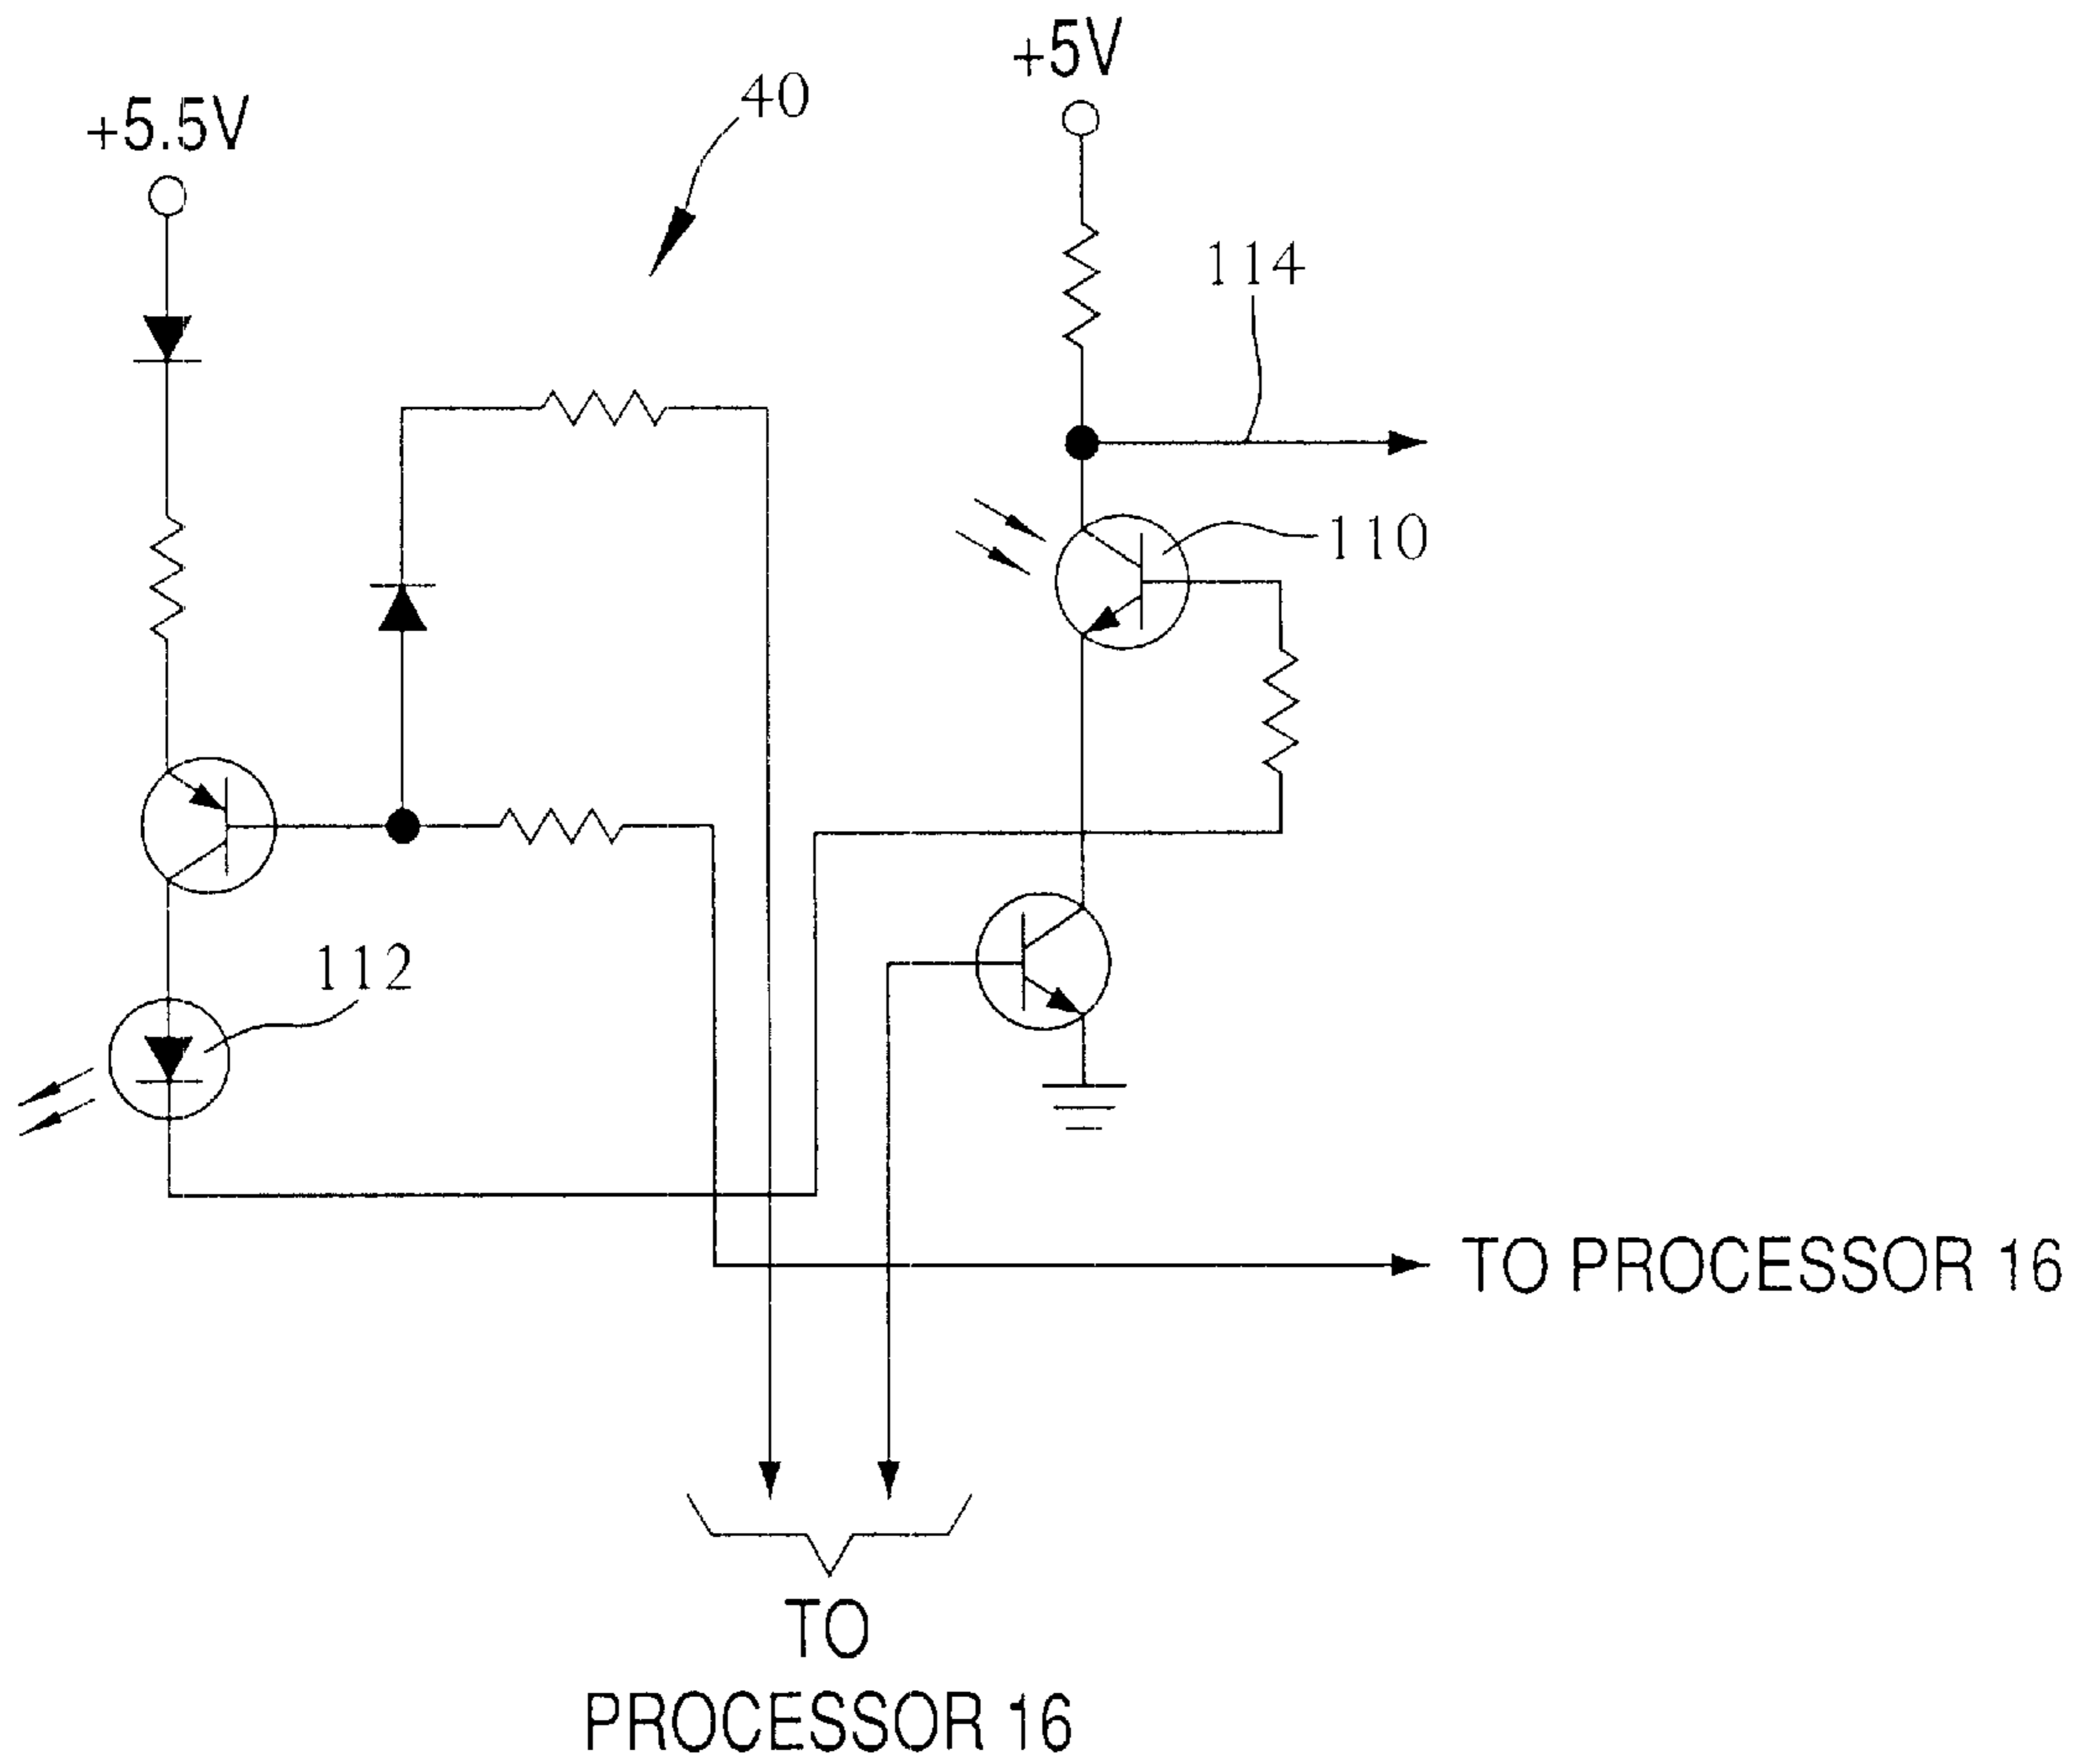 +5V
40
+5.5V
114
110
112
TO PROCESSOR 16
TO
PROCESSOR 16